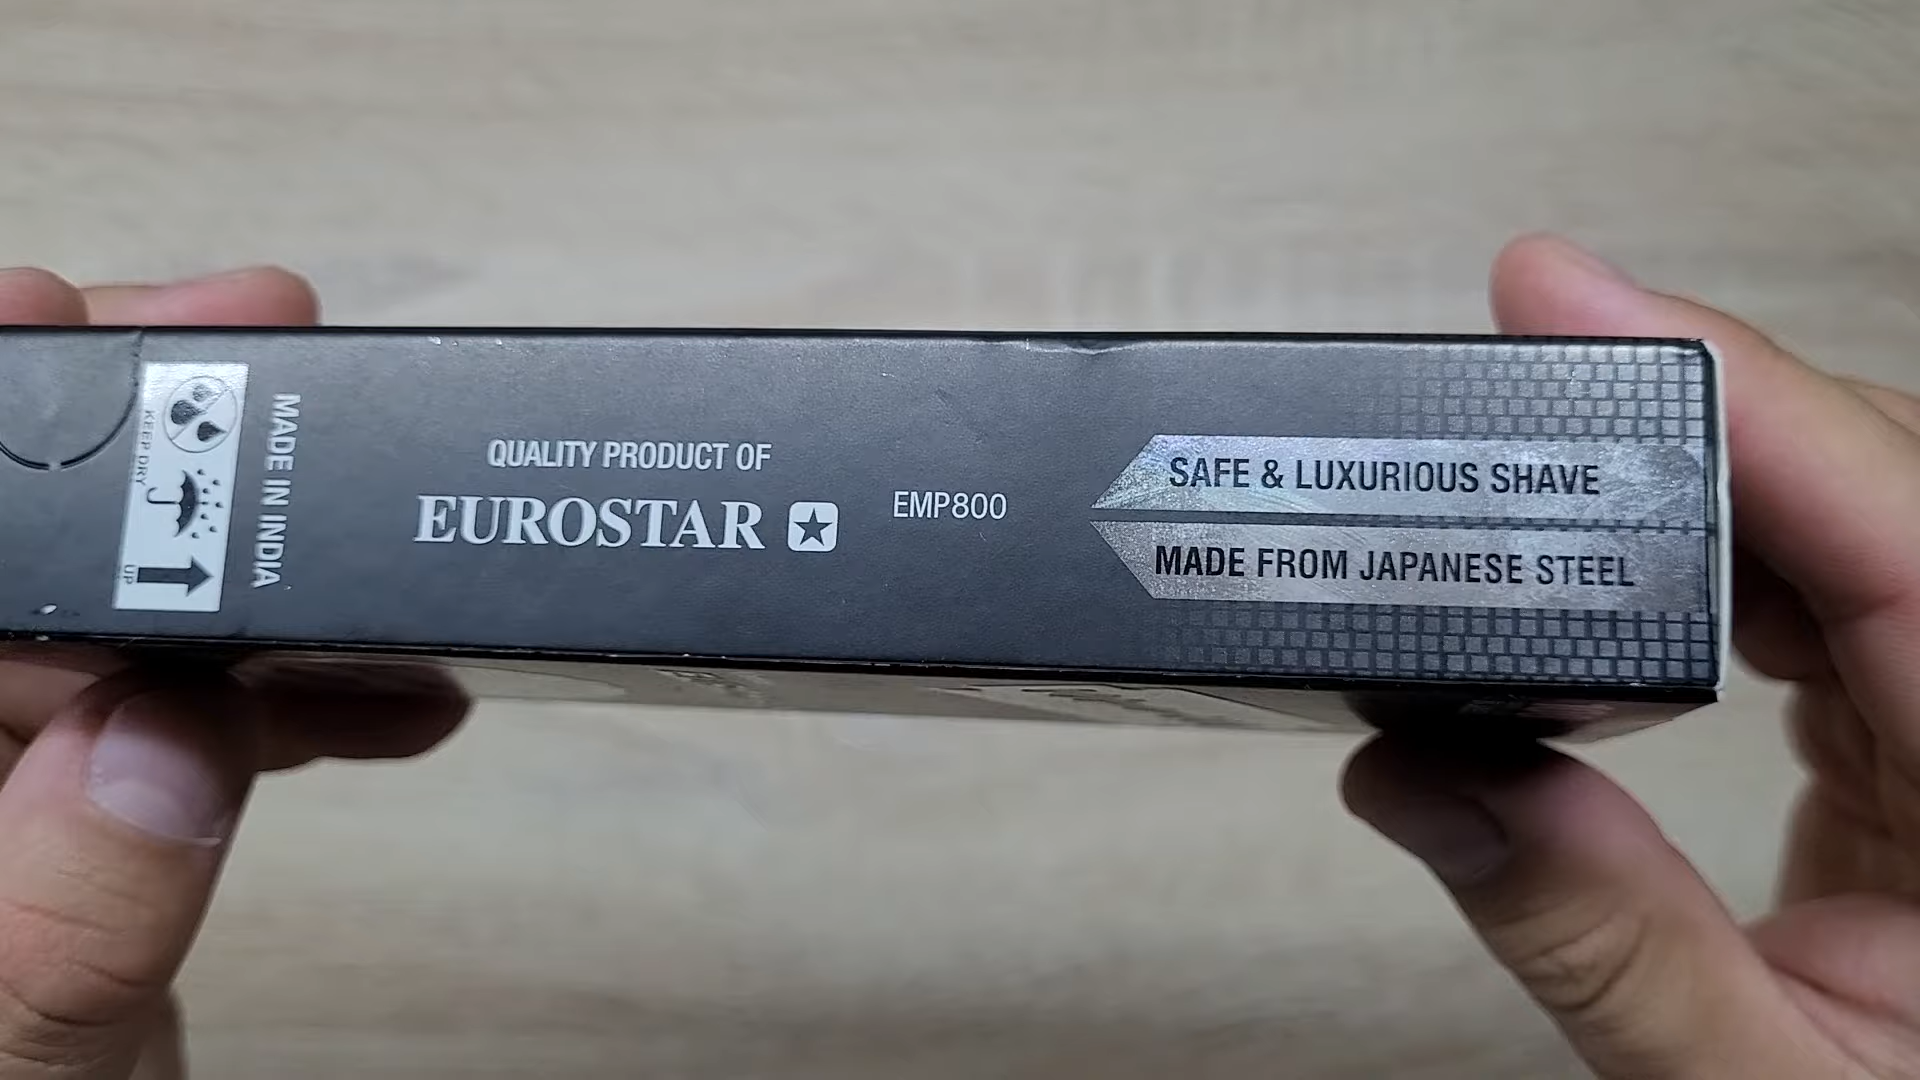 KEEP DRY
UP
MADE IN INDIA
QUALITY PRODUCT OF
EUROSTAR
EMP800
SAFE & LUXURIOUS SHAVE
MADE FROM JAPANESE STEEL